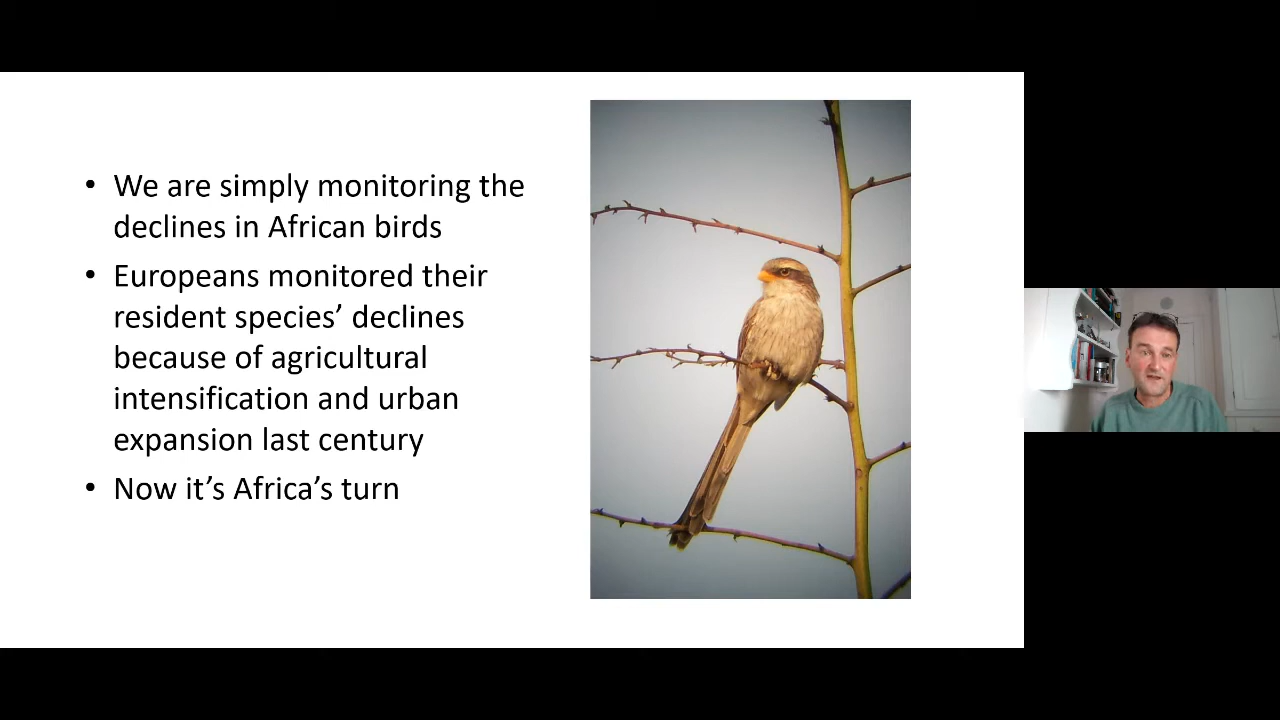 • We are simply monitoring the
declines in African birds
• Europeans monitored their
resident species’ declines
because of agricultural
intensification and urban
expansion last century
• Now it’s Africa’s turn